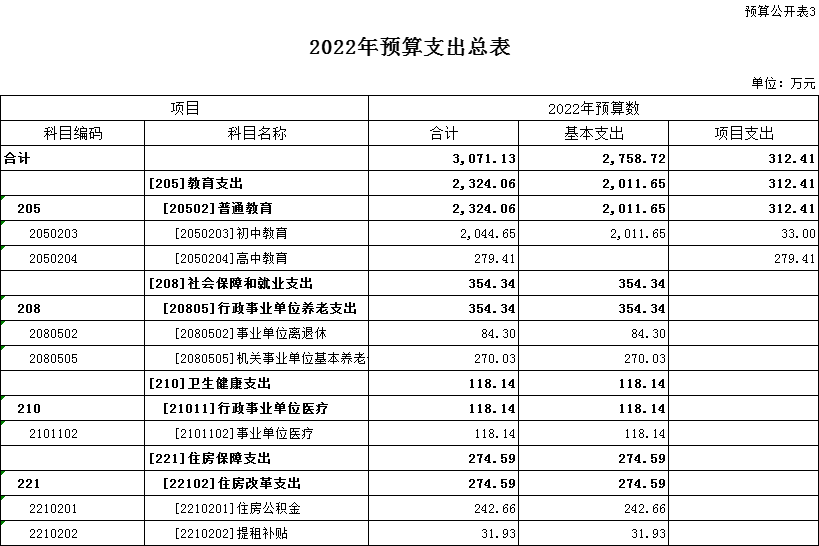 预算公开表3
2022年预算支出总表
单位：万元
项目 2022年预算数
科目编码 科目名称 合计 基本支出 项目支出
合计 3,071.13 2,758.72 312.41
[205]教育支出 2,324.06 2,011.65 312.41
205 [20502]普通教育 2,324.06 2,011.65 312.41
2050203 [2050203]初中教育 2,044.65 2,011.65 33.00
2050204 [2050204]高中教育 279.41 279.41
[208]社会保障和就业支出 354.34 354.34
208 [20805]行政事业单位养老支出 354.34 354.34
2080502 [2080502]事业单位离退休 84.30 84.30
2080505 [2080505]机关事业单位基本养老 270.03 270.03
[210]卫生健康支出 118.14 118.14
210 [21011]行政事业单位医疗 118.14 118.14
2101102 [2101102]事业单位医疗 118.14 118.14
[221]住房保障支出 274.59 274.59
221 [22102]住房改革支出 274.59 274.59
2210201 [2210201]住房公积金 242.66 242.66
2210202 [2210202]提租补贴 31.93 31.93